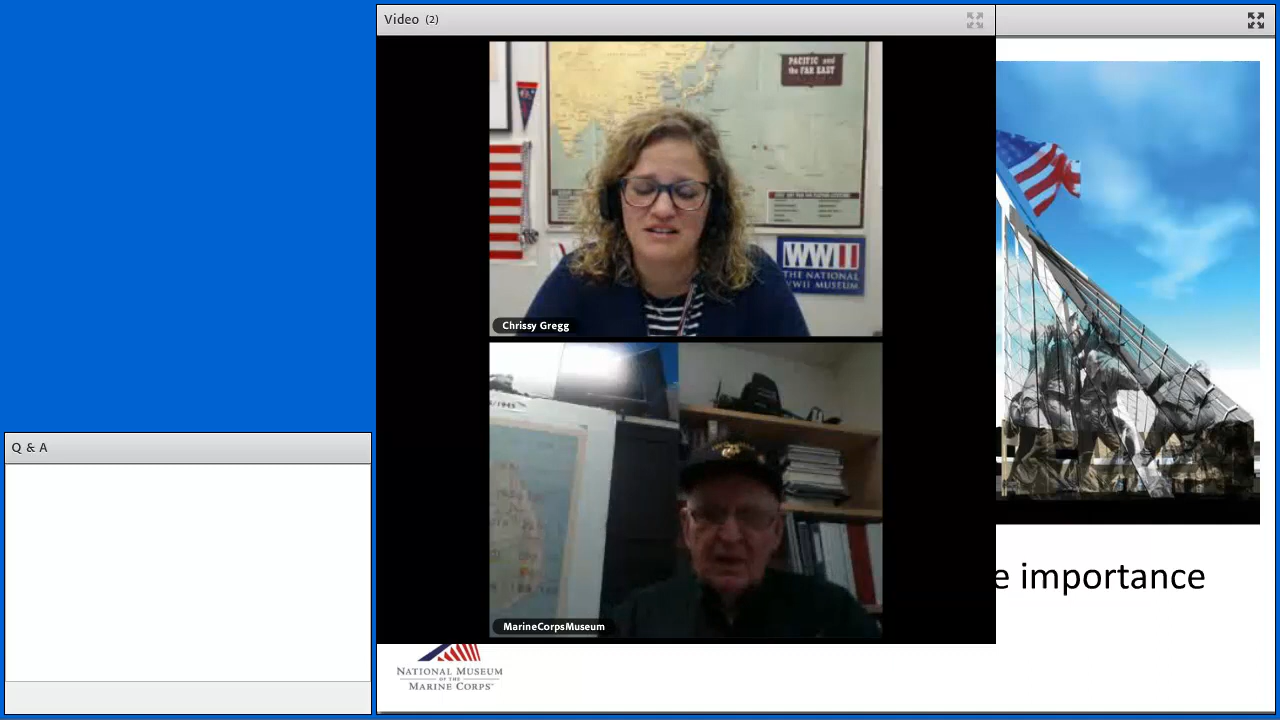 Video (2)
PACIFIC and
the FAR EAST
WWII
THE NATIONAL
WWII MUSEUM
Chrissy Gregg
/1945
MarineCorpsMuseum
Q & A
e importance
NATIONAL MUSEUM
OF THE
MARINE CORPS